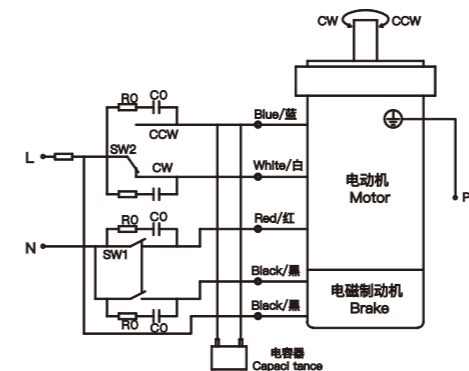 CW CCW
R0 C0
Blue/蓝
CCW
SW2
L
CW
White/白
电动机
Motor
P
R0 C0
Red/红
N
SW1
Black/黑
电磁制动机
Brake
Black/黑
R0 C0
电容器
Capaci tance